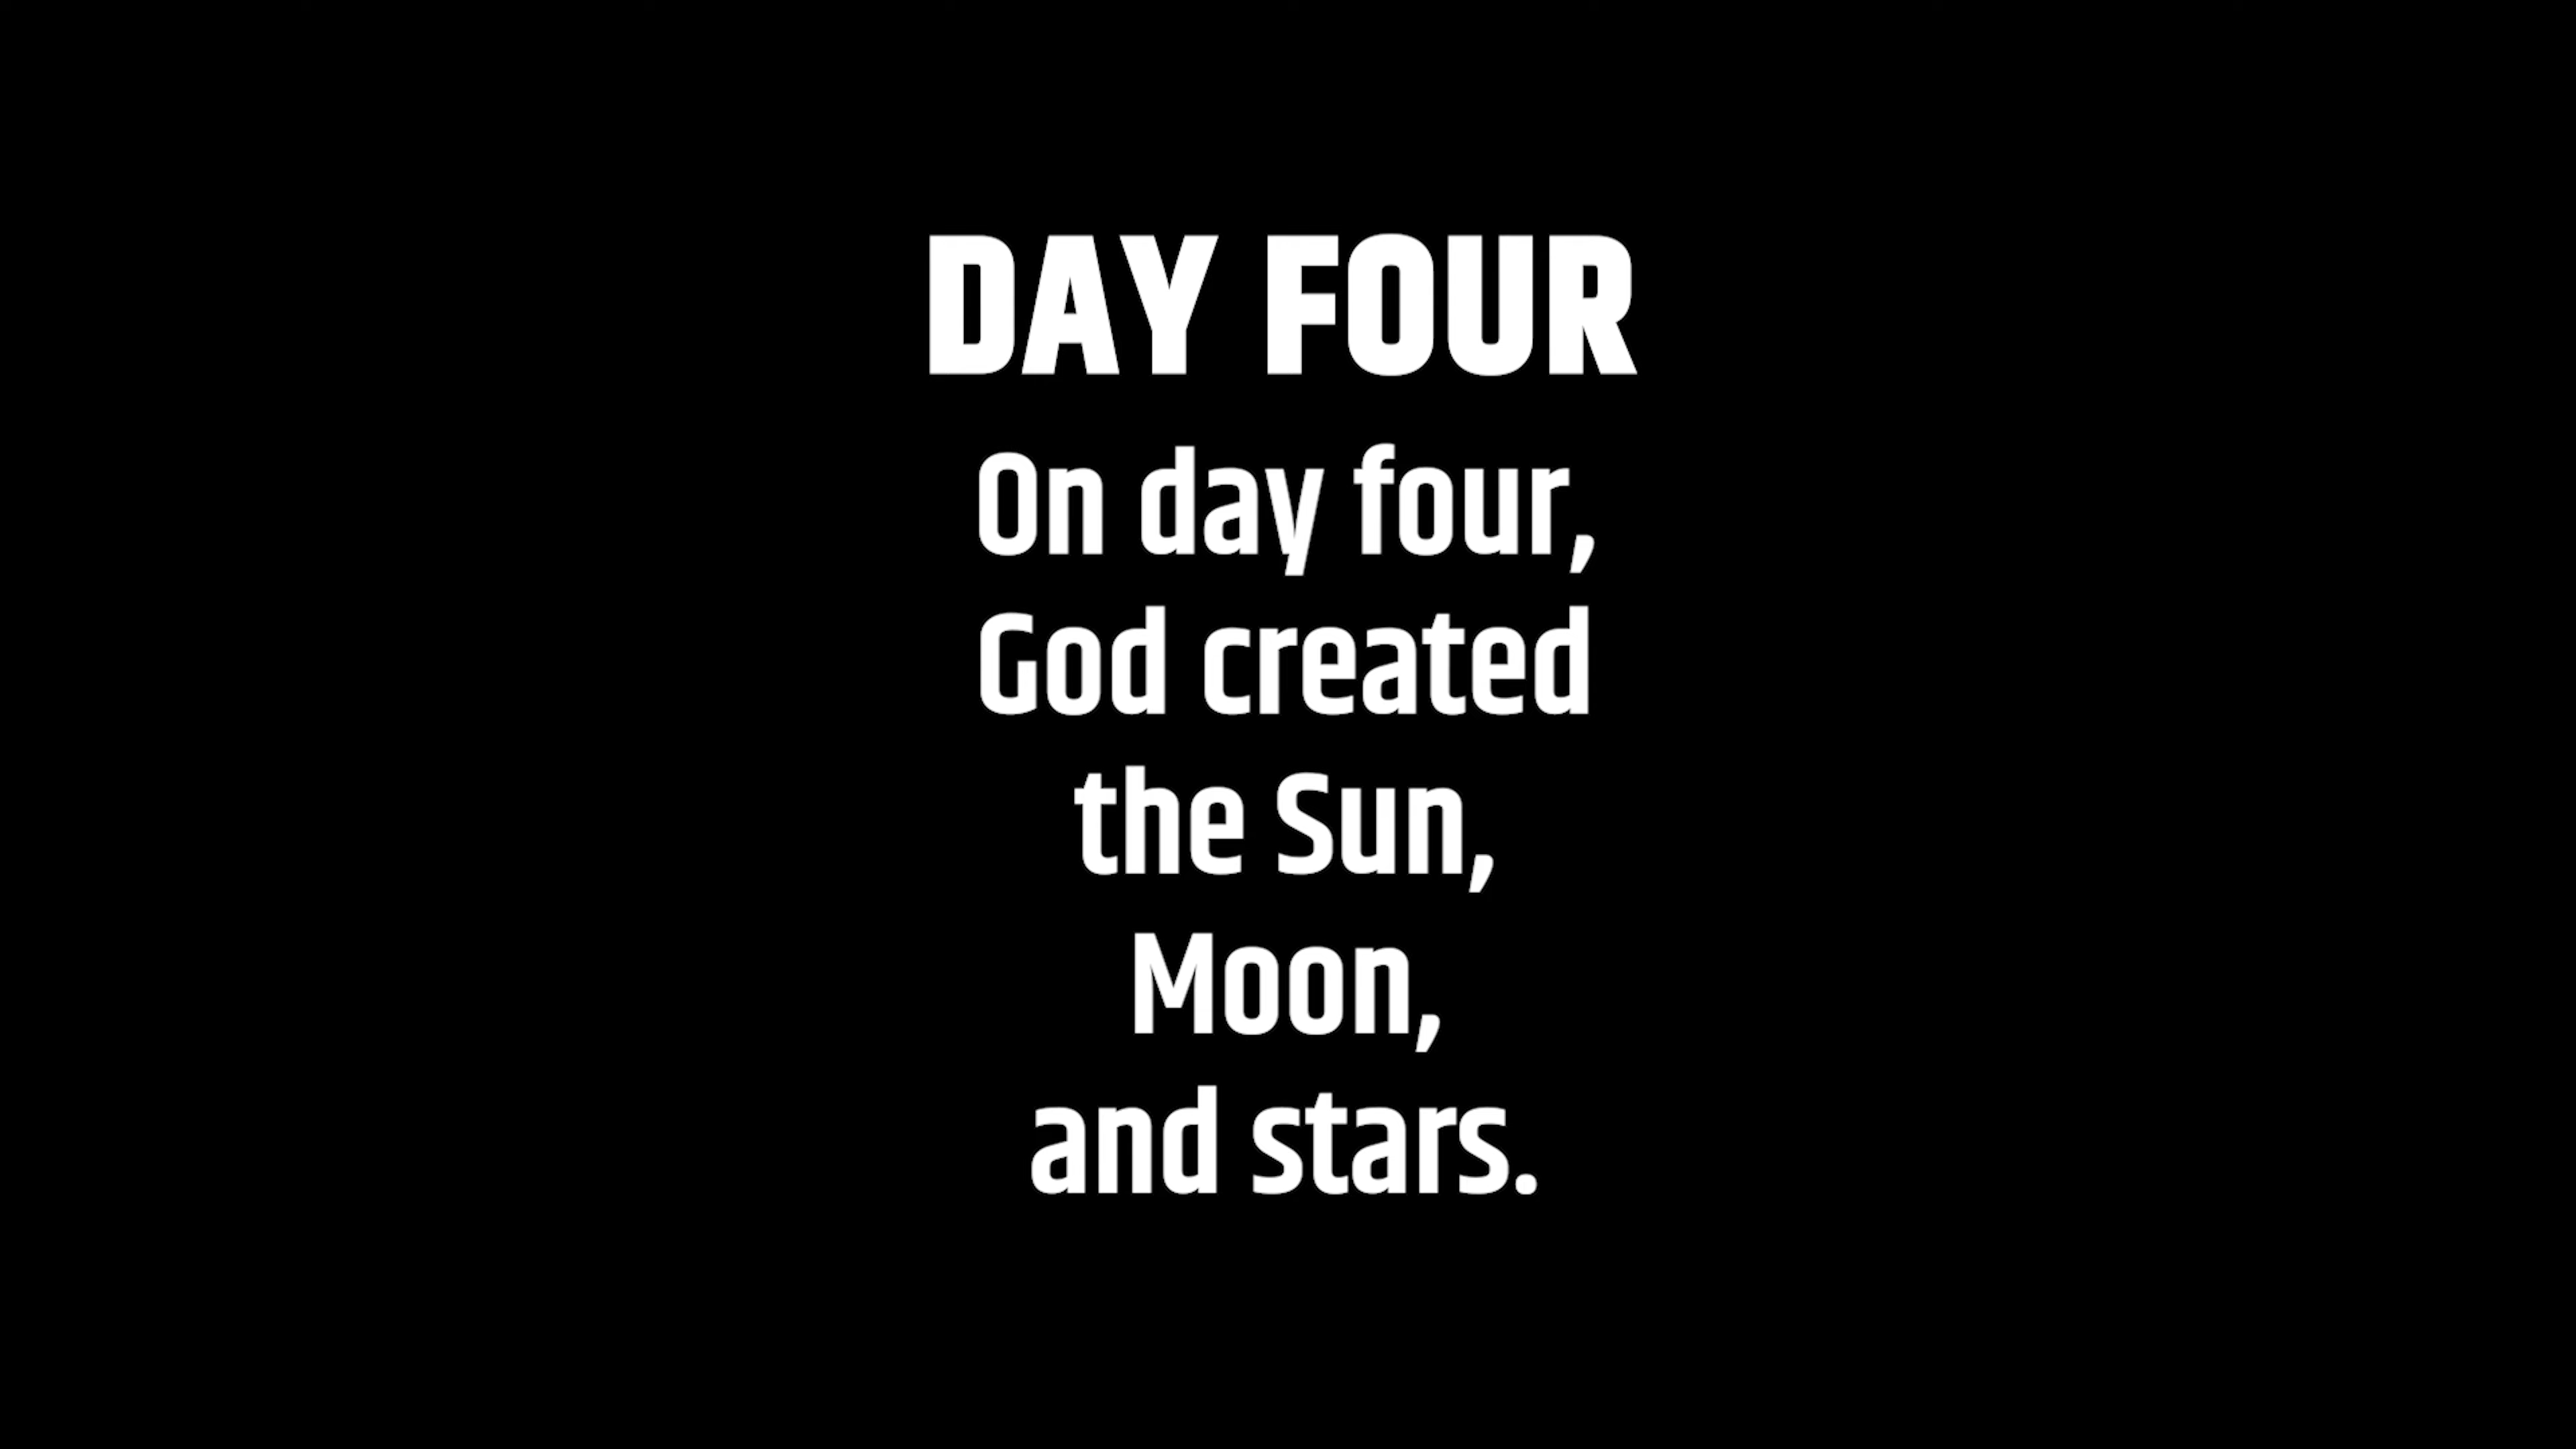 DAY FOUR
On day four,
God created
the Sun,
Moon,
and stars.